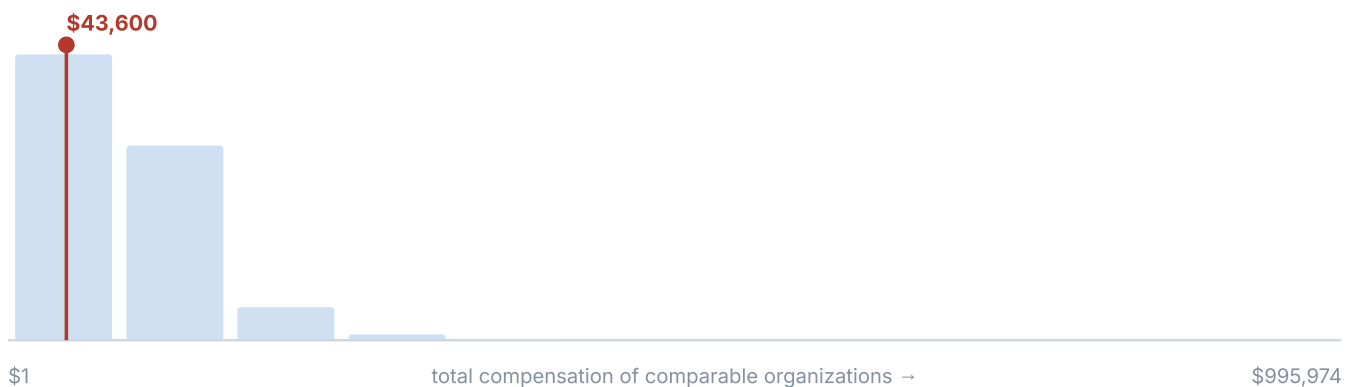 $43,600
$1
total compensation of comparable organizations →
$995,974